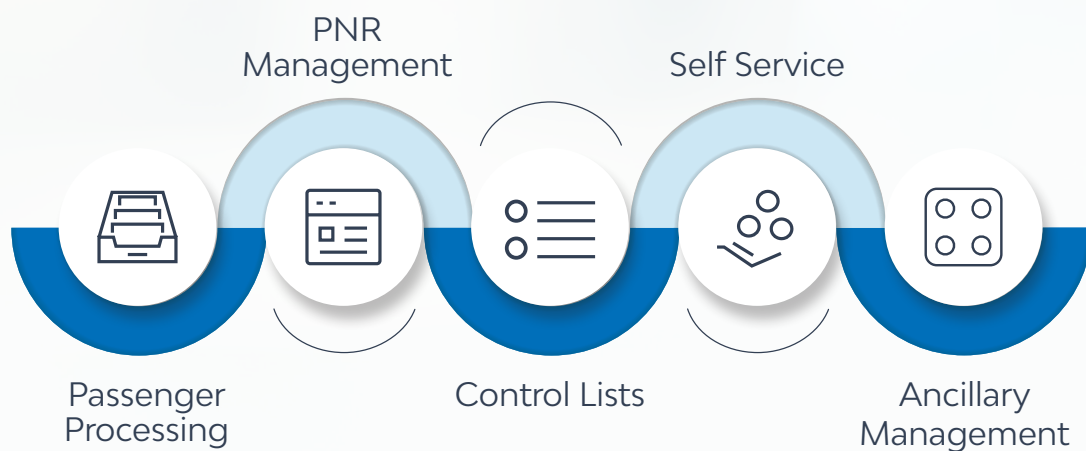 PNR
Management
Self Service
Passenger
Processing
Control Lists
Ancillary
Management